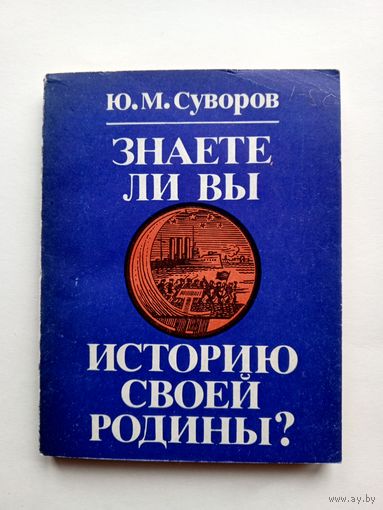 Ю.М.Суворов
ЗНАЕТЕ
ЛИ ВЫ
ИСТОРИЮ
СВОЕЙ
РОДИНЫ?
www.ay.by